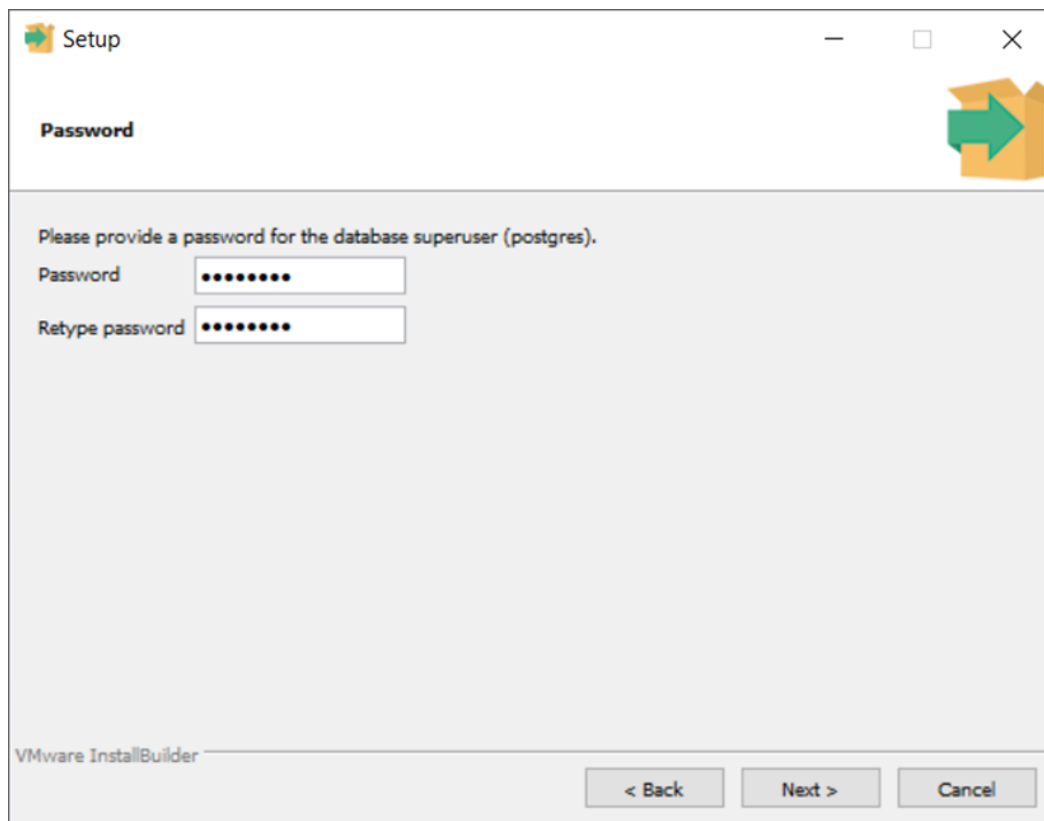 Setup
Password
Please provide a password for the database superuser (postgres).
Password ••••••••
Retype password ••••••••
VMware InstallBuilder
< Back Next > Cancel